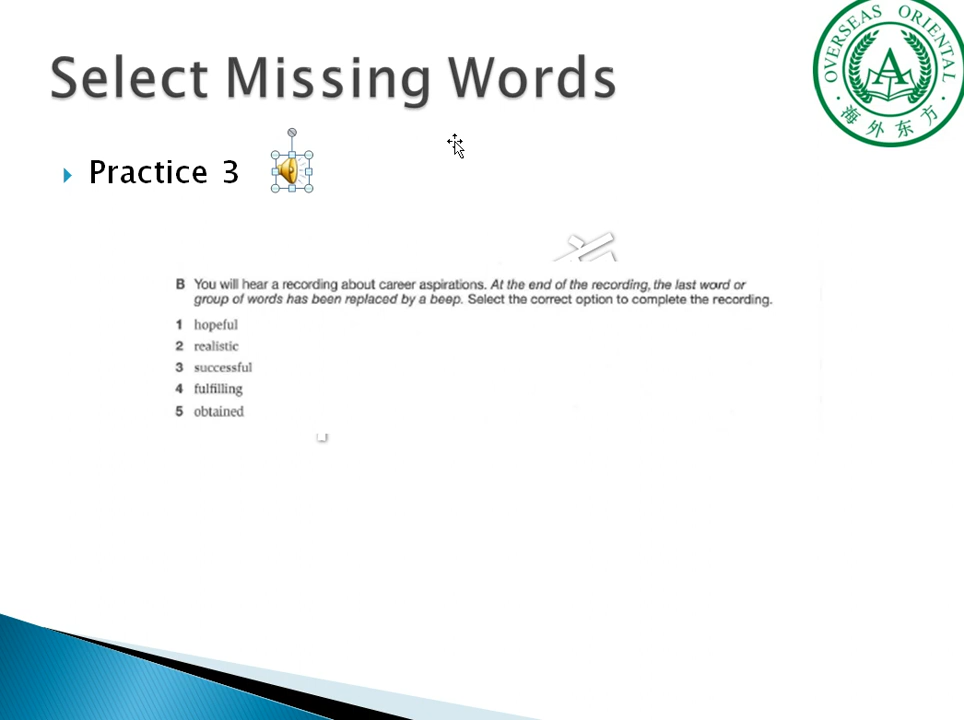 OVERSEAS ORIENTAL
A
海外东方
Select Missing Words
Practice 3
B You will hear a recording about career aspirations. At the end of the recording, the last word or
group of words has been replaced by a beep. Select the correct option to complete the recording.
1 hopeful
2 realistic
3 successful
4 fulfilling
5 obtained